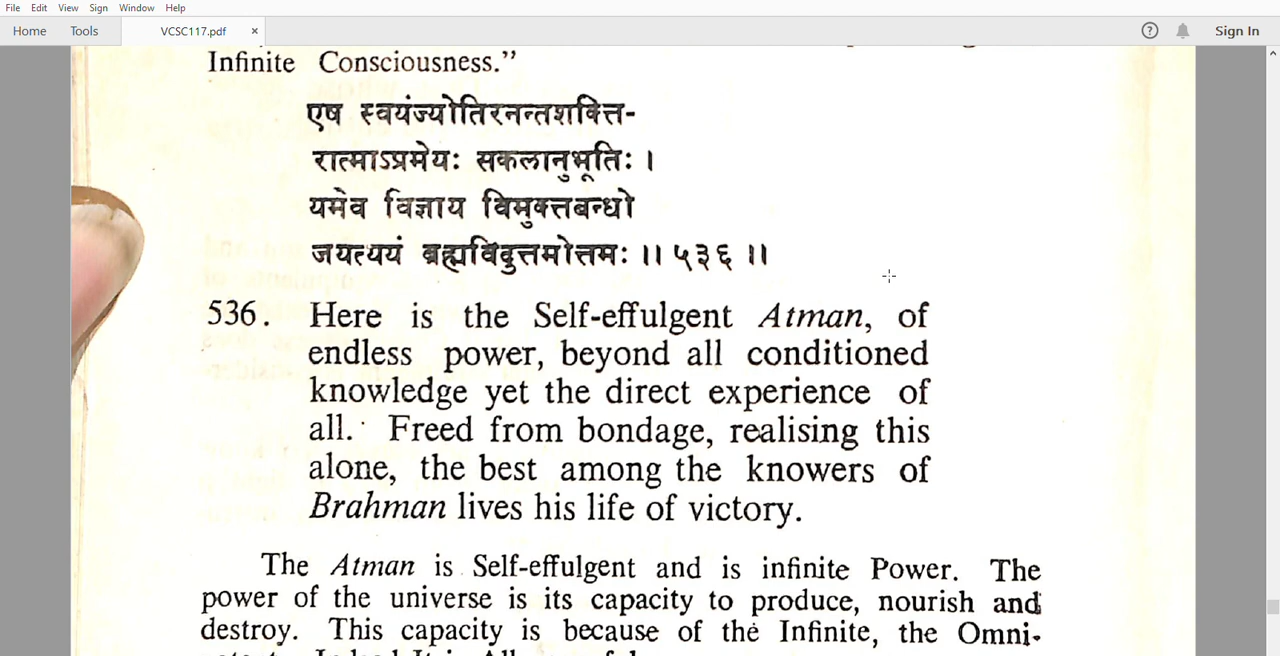 File Edit View Sign Window Help
Home Tools VCSC117.pdf × Sign In
Infinite Consciousness.”
एष स्वयंज्योतिरनन्तशक्ति-
रात्माऽप्रमेयः सकलानुभूतिः ।
यमेव विज्ञाय विमुक्तबन्धो
जयत्ययं ब्रह्मविदुत्तमोत्तमः ।। ५३६ ।।
536. Here is the Self-effulgent Atman, of
endless power, beyond all conditioned
knowledge yet the direct experience of
all. Freed from bondage, realising this
alone, the best among the knowers of
Brahman lives his life of victory.
The Atman is Self-effulgent and is infinite Power. The
power of the universe is its capacity to produce, nourish and
destroy. This capacity is because of the Infinite, the Omni-